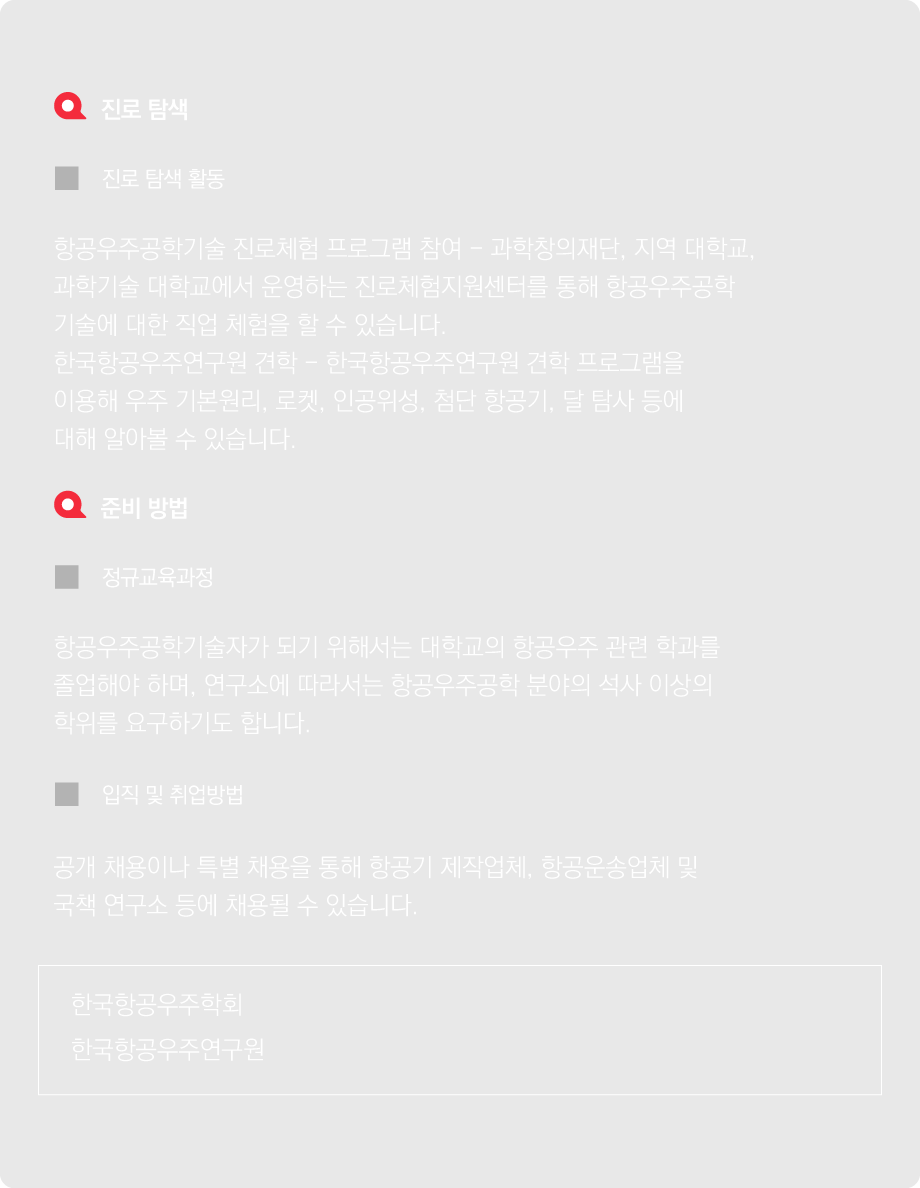 진로 탐색
진로 탐색 활동
항공우주공학기술 진로체험 프로그램 참여 – 과학창의재단, 지역 대학교,
과학기술 대학교에서 운영하는 진로체험지원센터를 통해 항공우주공학
기술에 대한 직업 체험을 할 수 있습니다.
한국항공우주연구원 견학 – 한국항공우주연구원 견학 프로그램을
이용해 우주 기본원리, 로켓, 인공위성, 첨단 항공기, 달 탐사 등에
대해 알아볼 수 있습니다.
준비 방법
정규교육과정
항공우주공학기술자가 되기 위해서는 대학교의 항공우주 관련 학과를
졸업해야 하며, 연구소에 따라서는 항공우주공학 분야의 석사 이상의
학위를 요구하기도 합니다.
입직 및 취업방법
공개 채용이나 특별 채용을 통해 항공기 제작업체, 항공운송업체 및
국책 연구소 등에 채용될 수 있습니다.
한국항공우주학회
한국항공우주연구원